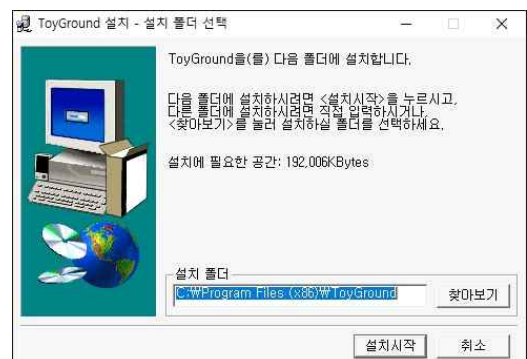 ToyGround 설치 - 설치 폴더 선택
ToyGround을(를) 다음 폴더에 설치합니다.
다음 폴더에 설치하시려면 <설치시작>을 누르시고,
다른 폴더에 설치하시려면 직접 입력하시거나,
<찾아보기>를 눌러 설치하실 폴더를 선택하세요.
설치에 필요한 공간: 192,006KBytes
설치 폴더
C:₩Program Files (x86)₩ToyGround
찾아보기
설치시작
취소